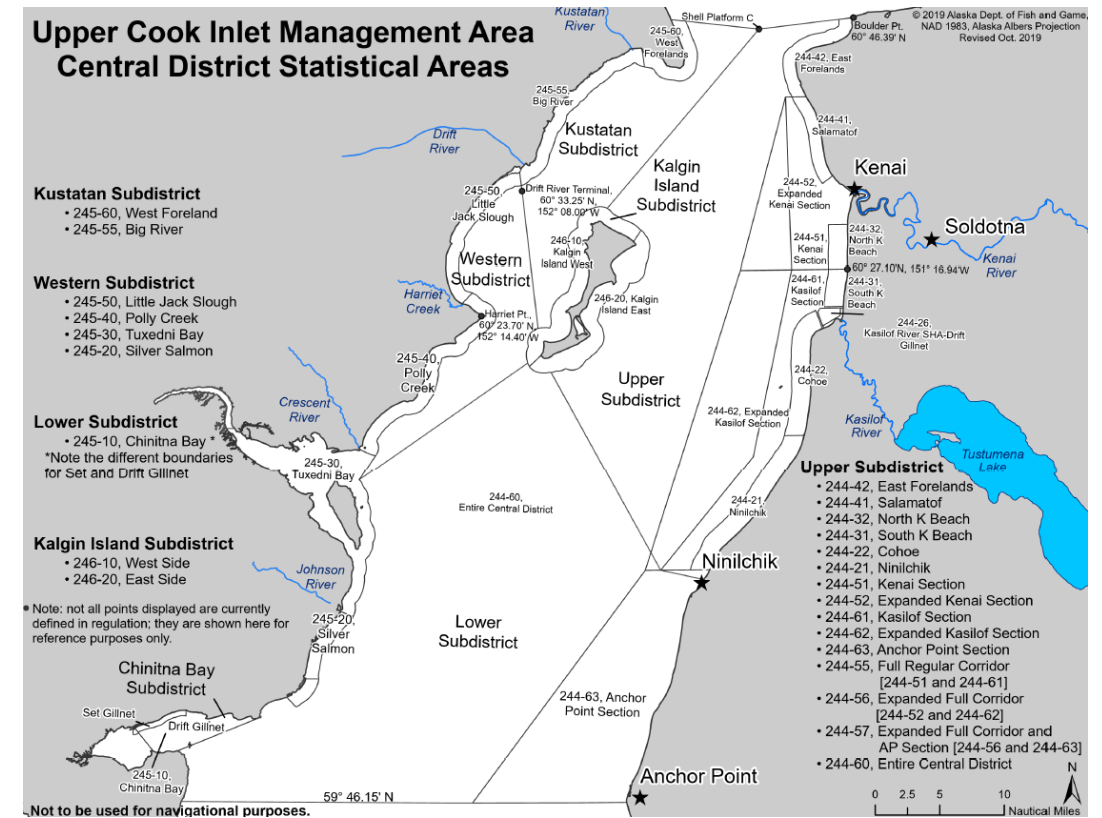 Upper Cook Inlet Management Area
Central District Statistical Areas
© 2019 Alaska Dept. of Fish and Game,
NAD 1983, Alaska Albers Projection
Revised Oct. 2019
Kustatan
River
Shell Platform C
Boulder Pt.
60° 46.39' N
245-60,
West
Forelands
244-42, East
Forelands
245-55,
Big River
Kustatan
Subdistrict
244-41,
Salamatof
Drift
River
Kalgin
Island
Subdistrict
Kenai
Kustatan Subdistrict
• 245-60, West Foreland
• 245-55, Big River
245-50,
Little
Jack Slough
Drift River Terminal,
60° 33.25' N,
152° 08.00' W
244-52,
Expanded
Kenai Section
Soldotna
Kenai
River
246-10,
Kalgin
Island West
244-51,
Kenai
Section
244-32,
North K
Beach
60° 27.10'N, 151° 16.94'W
Western
Subdistrict
Western Subdistrict
• 245-50, Little Jack Slough
• 245-40, Polly Creek
• 245-30, Tuxedni Bay
• 245-20, Silver Salmon
Harriet
Creek
Harriet Pt.,
60° 23.70' N,
152° 14.40' W
246-20, Kalgin
Island East
244-61,
Kasilof
Section
244-31,
South K
Beach
244-26,
Kasilof River SHA-Drift
Gillnet
245-40,
Polly
Creek
Upper
Subdistrict
244-22,
Cohoe
Crescent
River
244-62, Expanded
Kasilof Section
Kasilof
River
Tustumena
Lake
Lower Subdistrict
• 245-10, Chinitna Bay *
*Note the different boundaries
for Set and Drift Gillnet
245-30,
Tuxedni Bay
244-60,
Entire Central District
244-21,
Ninilchik
Upper Subdistrict
• 244-42, East Forelands
• 244-41, Salamatof
• 244-32, North K Beach
• 244-31, South K Beach
• 244-22, Cohoe
• 244-21, Ninilchik
• 244-51, Kenai Section
• 244-52, Expanded Kenai Section
• 244-61, Kasilof Section
• 244-62, Expanded Kasilof Section
• 244-63, Anchor Point Section
• 244-55, Full Regular Corridor
[244-51 and 244-61]
• 244-56, Expanded Full Corridor
[244-52 and 244-62]
• 244-57, Expanded Full Corridor and
AP Section [244-56 and 244-63]
• 244-60, Entire Central District
Kalgin Island Subdistrict
• 246-10, West Side
• 246-20, East Side
Johnson
River
Ninilchik
• Note: not all points displayed are currently
defined in regulation; they are shown here for
reference purposes only.
245-20,
Silver
Salmon
Lower
Subdistrict
Chinitna Bay
Subdistrict
244-63, Anchor
Point Section
Set Gillnet
Drift Gillnet
245-10,
Chinitna Bay
Anchor Point
59° 46.15' N
N
0 2.5 5 10
Nautical Miles
Not to be used for navigational purposes.